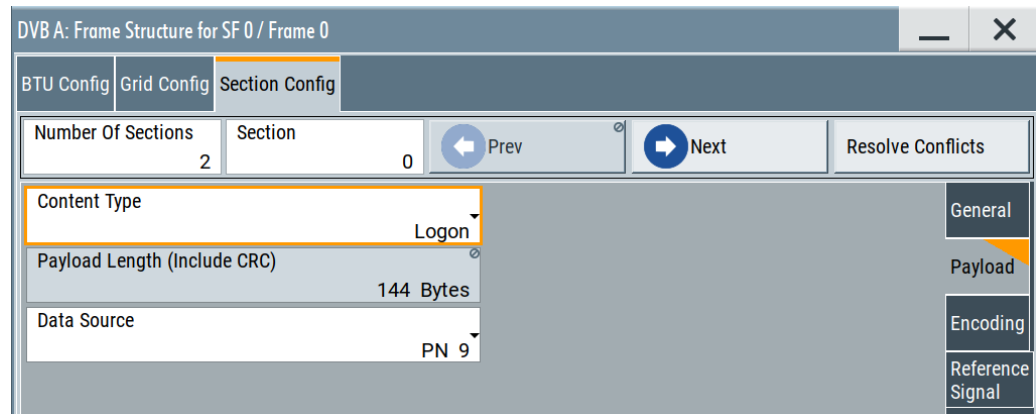 DVB A: Frame Structure for SF 0 / Frame 0
BTU Config Grid Config Section Config
Number Of Sections
2
Section
0
Prev
Next
Resolve Conflicts
Content Type
Logon
Payload Length (Include CRC)
144 Bytes
Data Source
PN 9
General
Payload
Encoding
Reference
Signal